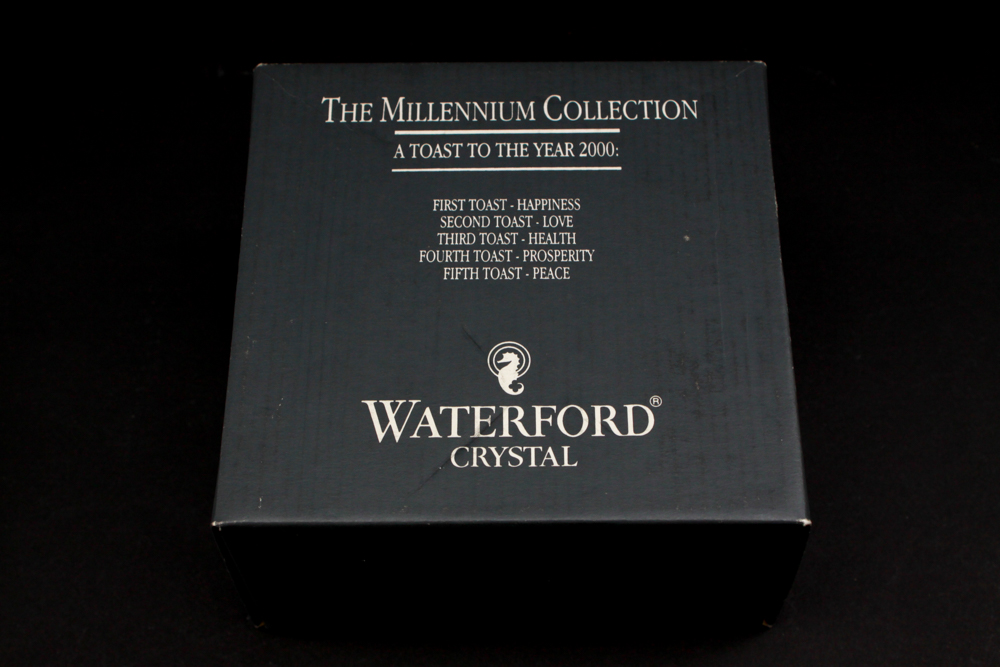 THE MILLENNIUM COLLECTION
A TOAST TO THE YEAR 2000:
FIRST TOAST - HAPPINESS
SECOND TOAST - LOVE
THIRD TOAST - HEALTH
FOURTH TOAST - PROSPERITY
FIFTH TOAST - PEACE
WATERFORD®
CRYSTAL